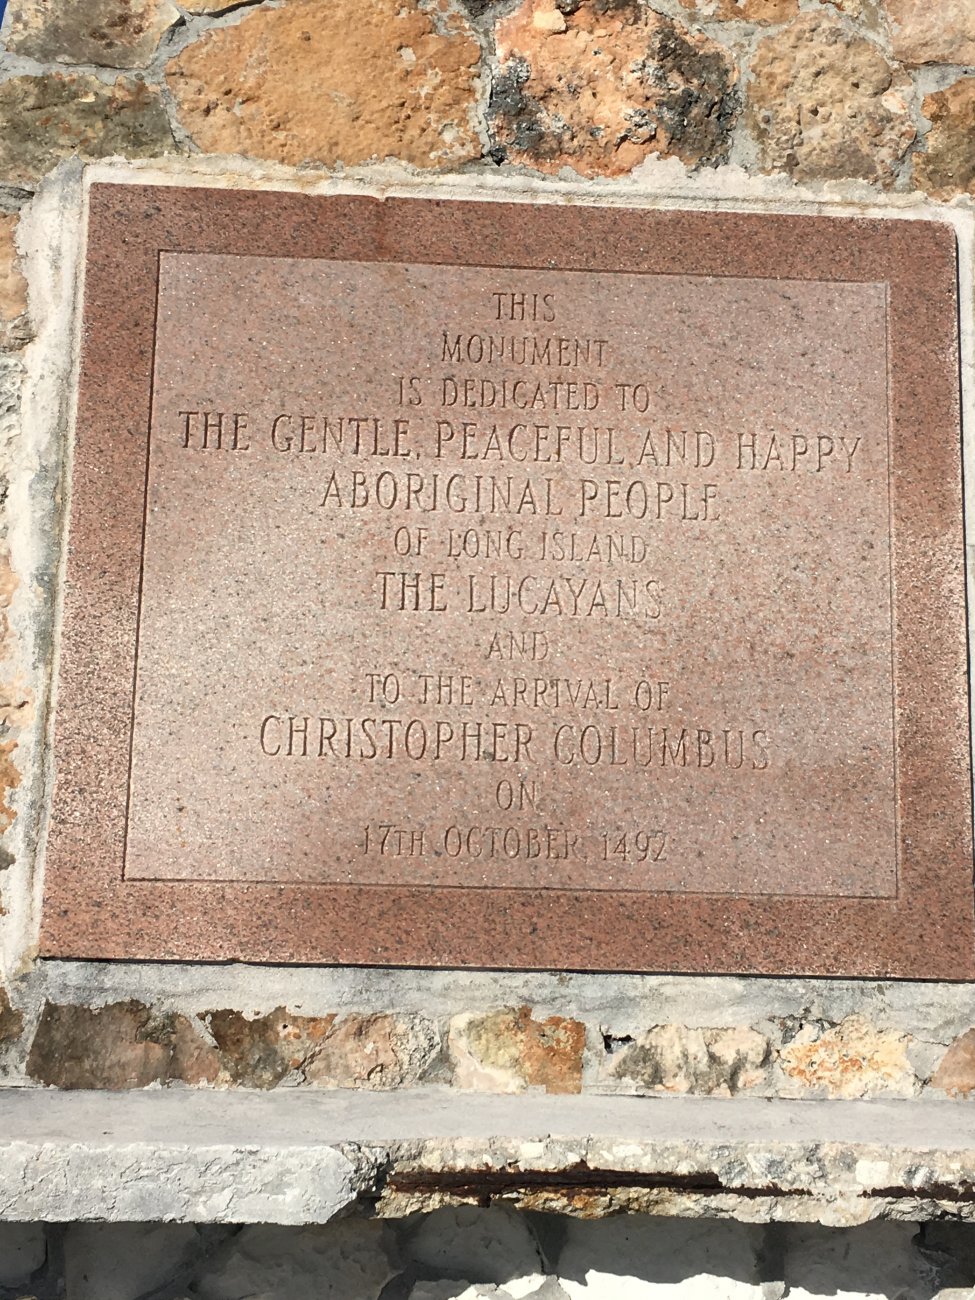 THIS
MONUMENT
IS DEDICATED TO
THE GENTLE, PEACEFUL AND HAPPY
ABORIGINAL PEOPLE
OF LONG ISLAND
THE LUCAYANS
AND
TO THE ARRIVAL OF
CHRISTOPHER COLUMBUS
ON
17TH OCTOBER 1492